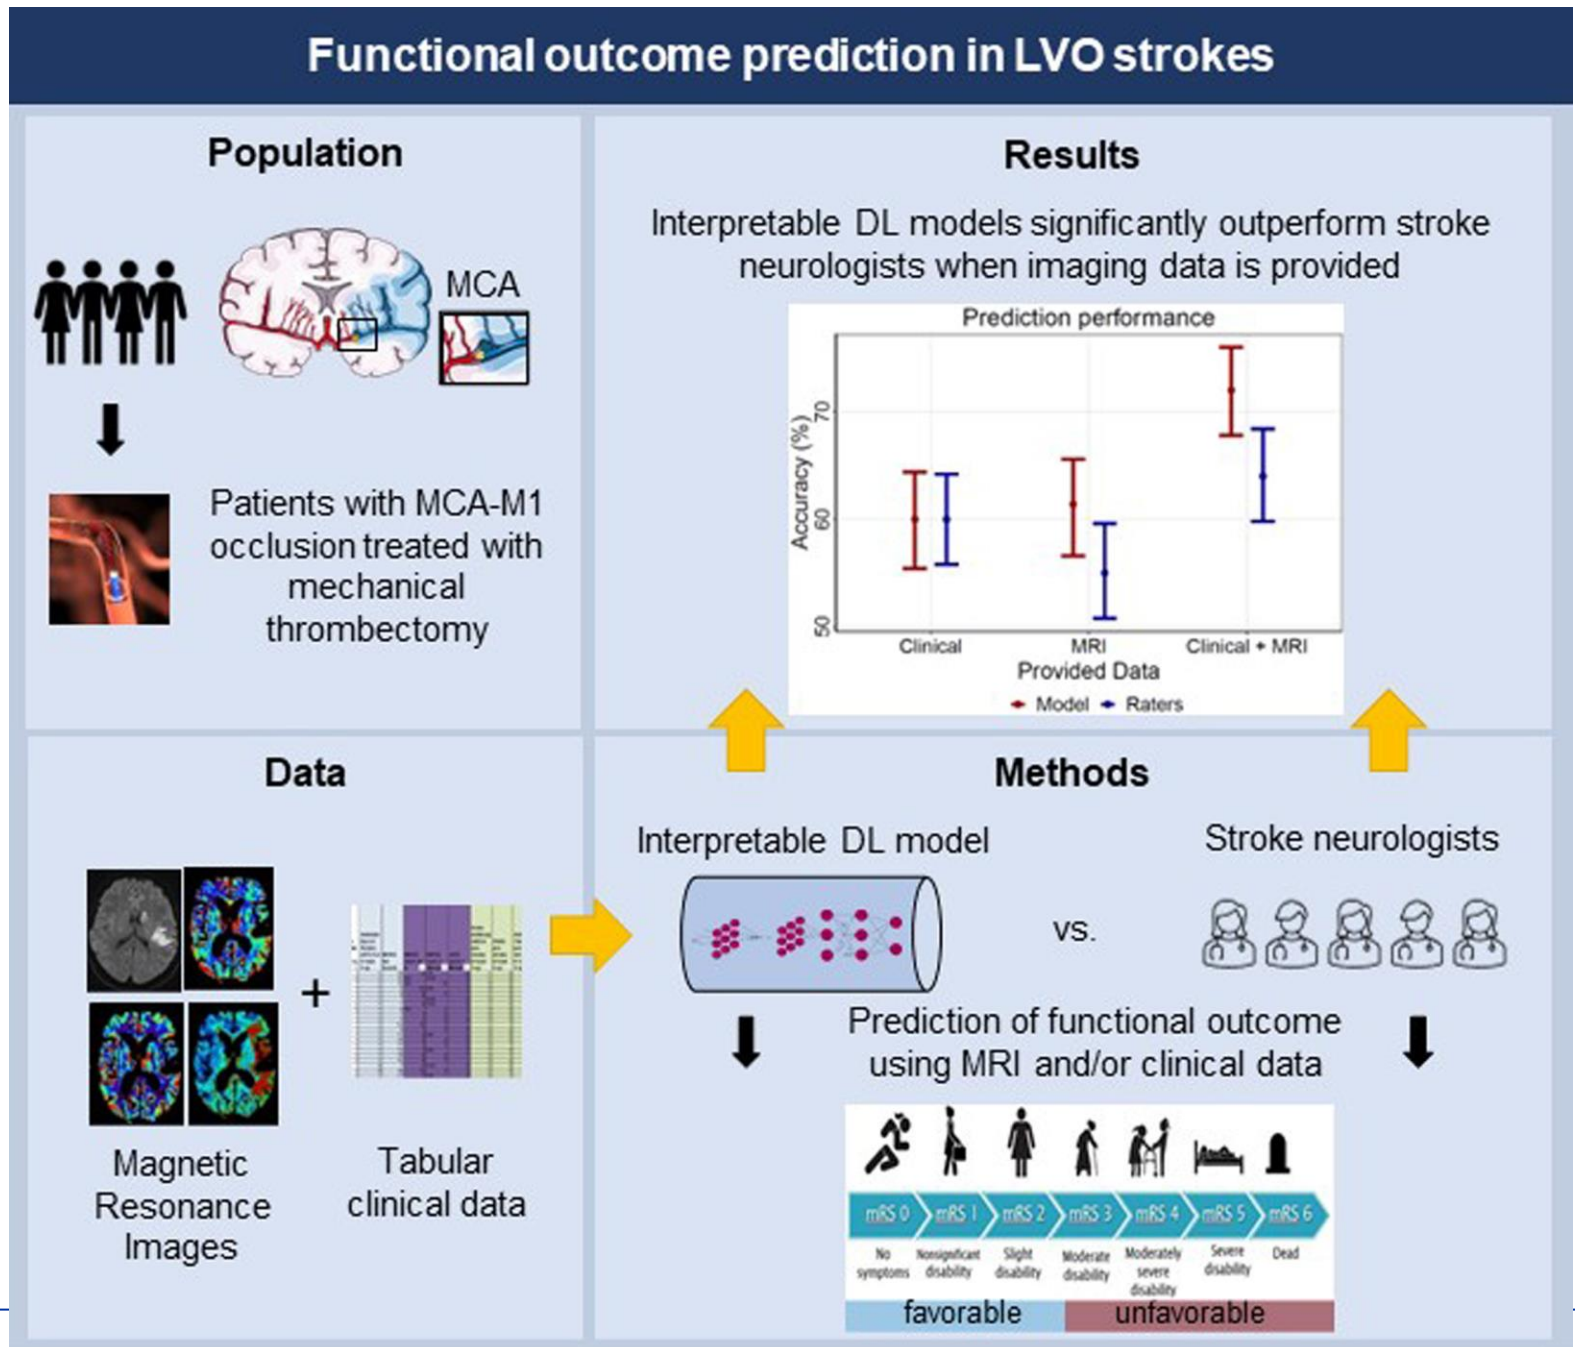 Functional outcome prediction in LVO strokes
Population
MCA
Patients with MCA-M1
occlusion treated with
mechanical
thrombectomy
Results
Interpretable DL models significantly outperform stroke
neurologists when imaging data is provided
Prediction performance
Accuracy (%)
70
60
50
Clinical
MRI
Clinical + MRI
Provided Data
Model
Raters
Data
+
Magnetic
Resonance
Images
Tabular
clinical data
Methods
Interpretable DL model
vs.
Stroke neurologists
Prediction of functional outcome
using MRI and/or clinical data
mRS 0
mRS 1
mRS 2
mRS 3
mRS 4
mRS 5
mRS 6
No
symptoms
Nonsignificant
disability
Slight
disability
Moderate
disability
Moderately
severe
disability
Severe
disability
Dead
favorable
unfavorable